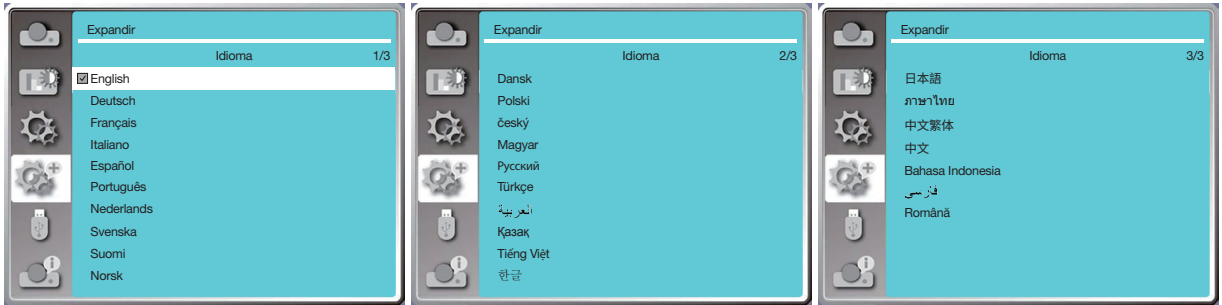 Expandir
Idioma 1/3
English
Deutsch
Français
Italiano
Español
Português
Nederlands
Svenska
Suomi
Norsk
Expandir
Idioma 2/3
Dansk
Polski
český
Magyar
Русский
Türkçe
العربية
Қазақ
Tiếng Việt
한글
Expandir
Idioma 3/3
日本語
ภาษาไทย
中文繁体
中文
Bahasa Indonesia
فارسی
Română